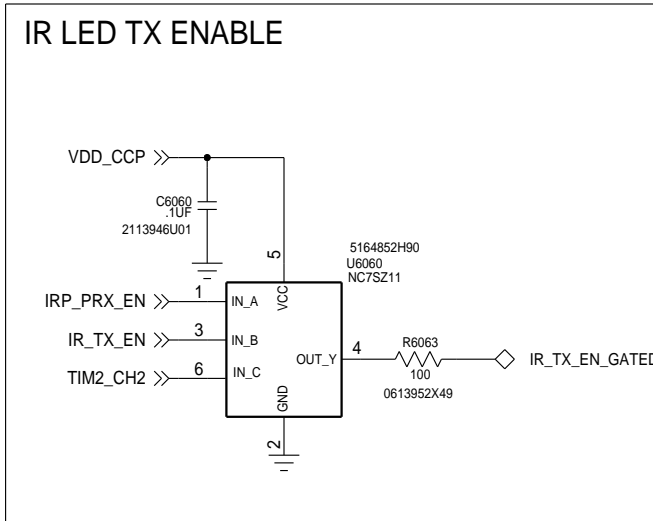 IR LED TX ENABLE
VDD_CCP
C6060
.1UF
2113946U01
5164852H90
U6060
NC7SZ11
5
VCC
IRP_PRX_EN
1
IN_A
IR_TX_EN
3
IN_B
TIM2_CH2
6
IN_C
OUT_Y
4
R6063
100
0613952X49
IR_TX_EN_GATED
GND
2